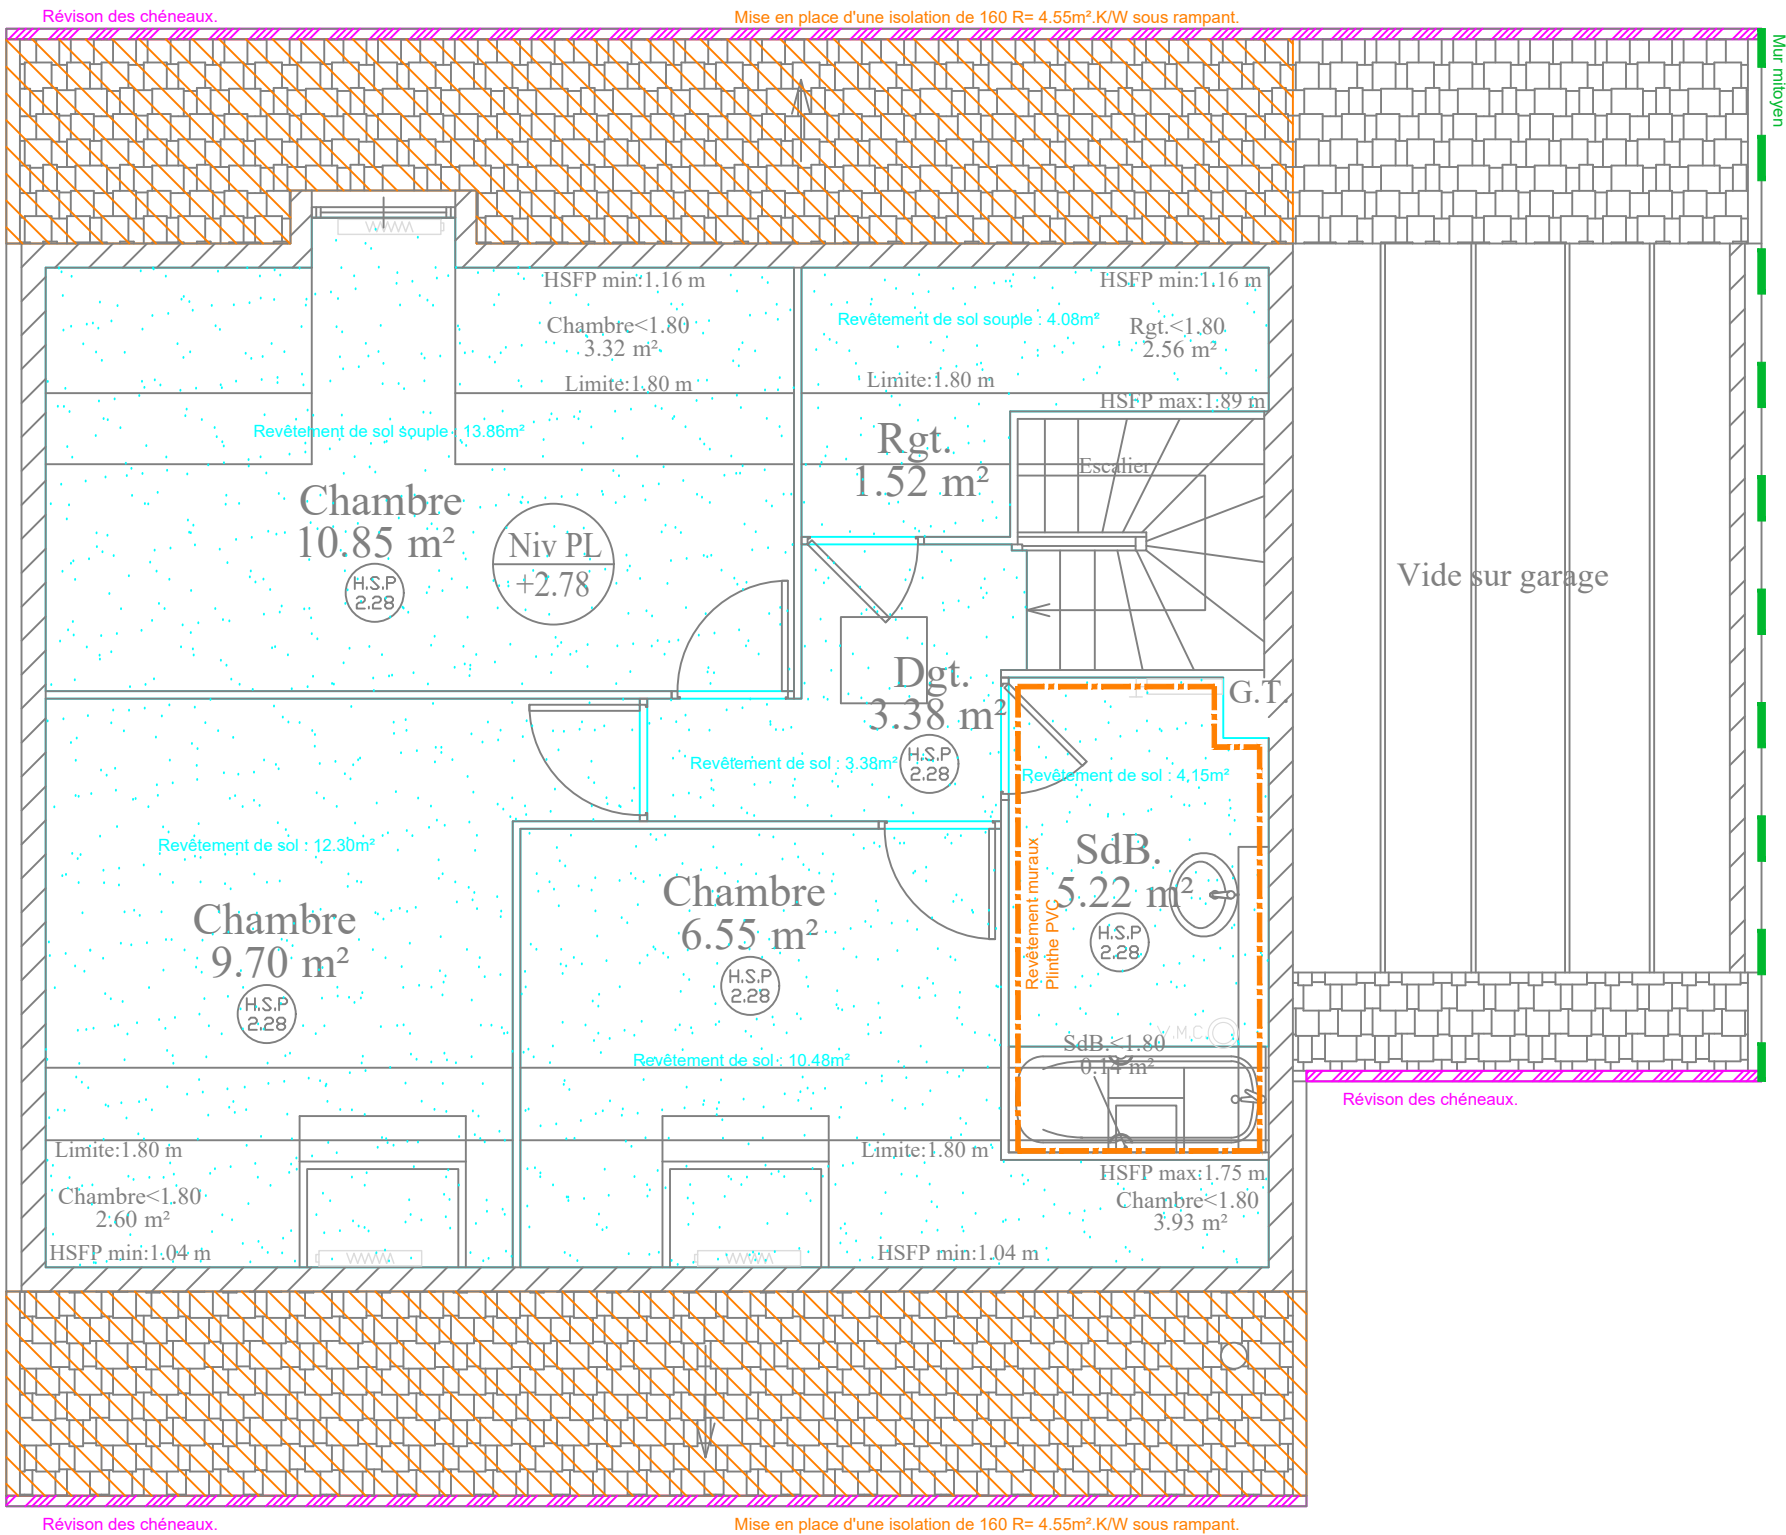 Révison des chéneaux.
Mise en place d'une isolation de 160 R= 4.55m².K/W sous rampant.
Mur mitoyen
HSFP min:1.16 m
Chambre<1.80
3.32 m²
Limite:1.80 m
HSFP min:1.16 m
Revêtement de sol souple : 4.08m²
Rgt.<1.80
2.56 m²
Limite:1.80 m
HSFP max:1.89 m
Revêtement de sol souple : 13.86m²
Rgt.
1.52 m²
Escalier
Chambre
10.85 m²
H.S.P
2.28
Niv PL
+2.78
Vide sur garage
Dgt.
3.38 m²
H.S.P
2.28
G.T.
Revêtement de sol : 3.38m²
Revêtement de sol : 4.15m²
Revêtement de sol : 12.30m²
Chambre
9.70 m²
H.S.P
2.28
Chambre
6.55 m²
H.S.P
2.28
Revêtement muraux
Plinthe PVC
SdB.
5.22 m²
H.S.P
2.28
V.M.C.
SdB.<1.80
0.14 m²
Revêtement de sol : 10.48m²
Révison des chéneaux.
Limite:1.80 m
Chambre<1.80
2.60 m²
HSFP min:1.04 m
Limite:1.80 m
HSFP max:1.75 m
Chambre<1.80
3.93 m²
HSFP min:1.04 m
Révison des chéneaux.
Mise en place d'une isolation de 160 R= 4.55m².K/W sous rampant.